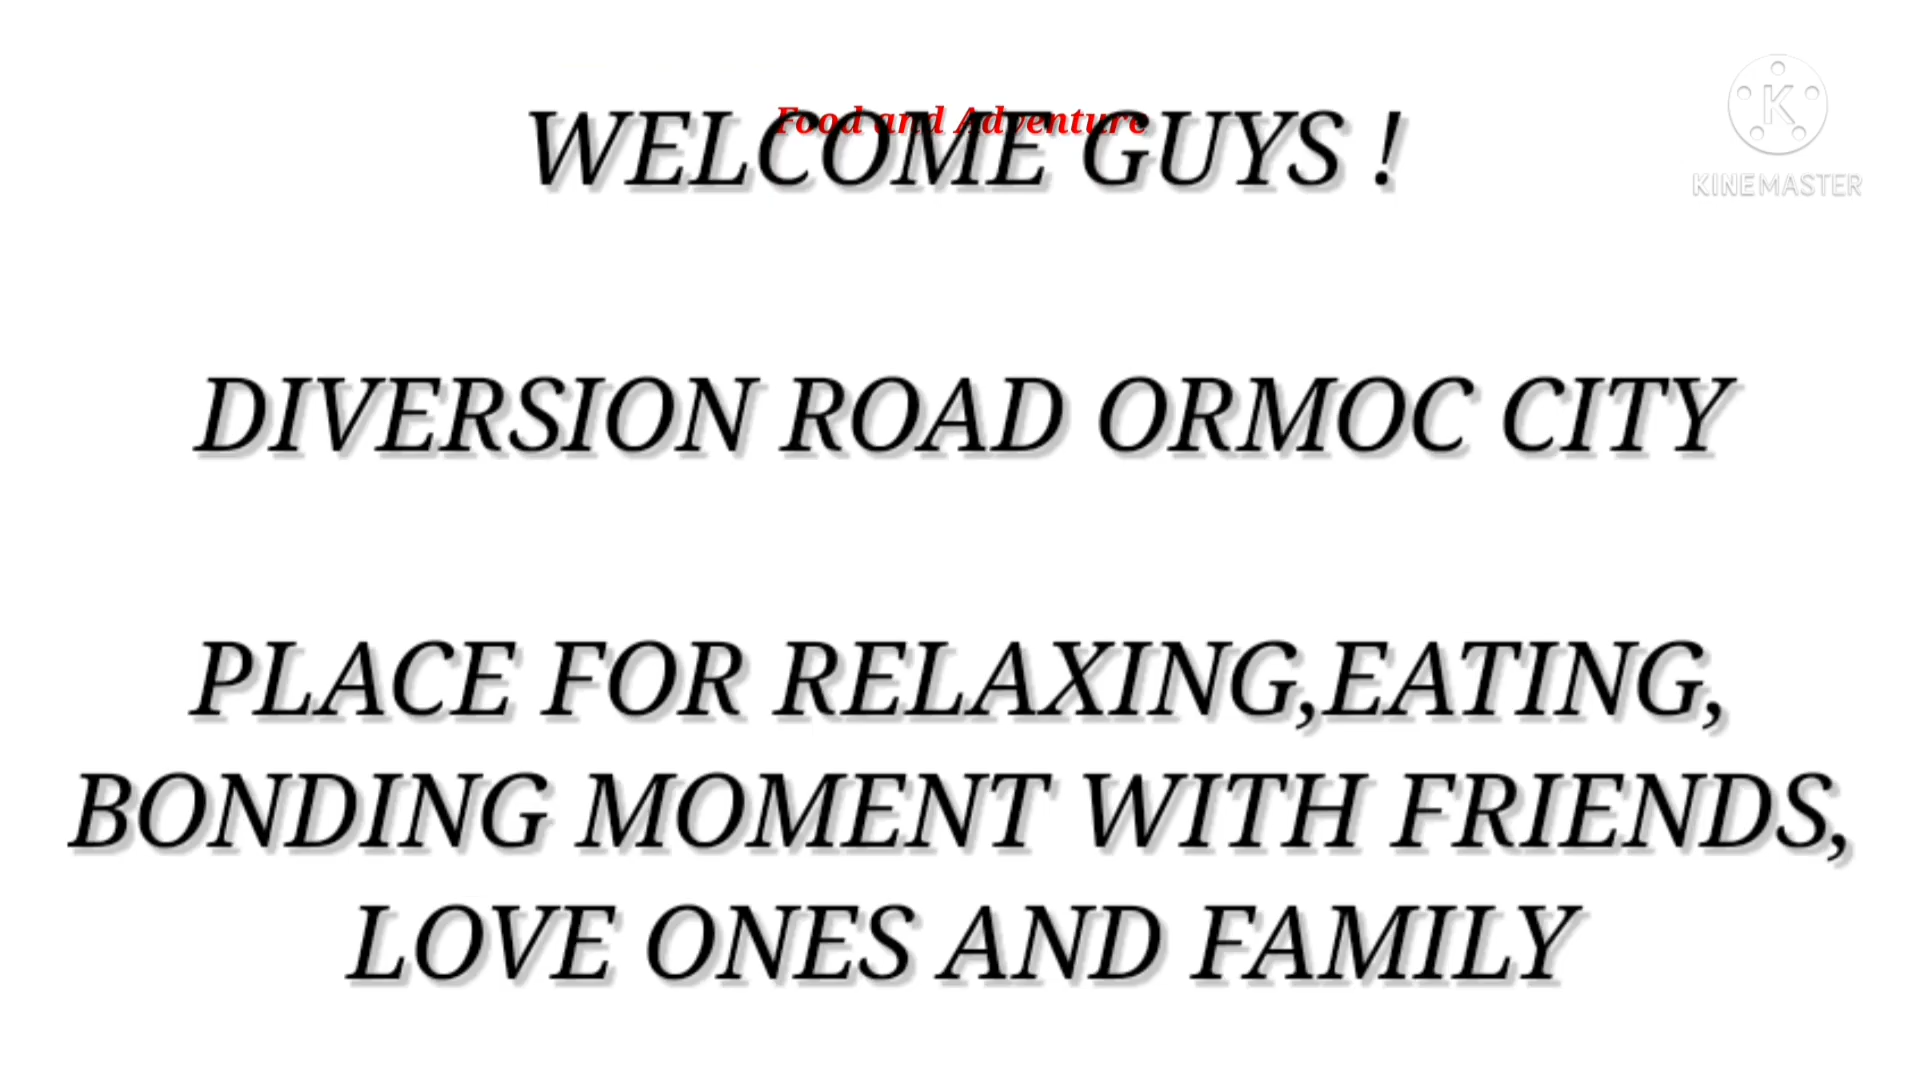 Food and Adventure
WELCOME GUYS !
KINEMASTER
DIVERSION ROAD ORMOC CITY
PLACE FOR RELAXING,EATING,
BONDING MOMENT WITH FRIENDS,
LOVE ONES AND FAMILY